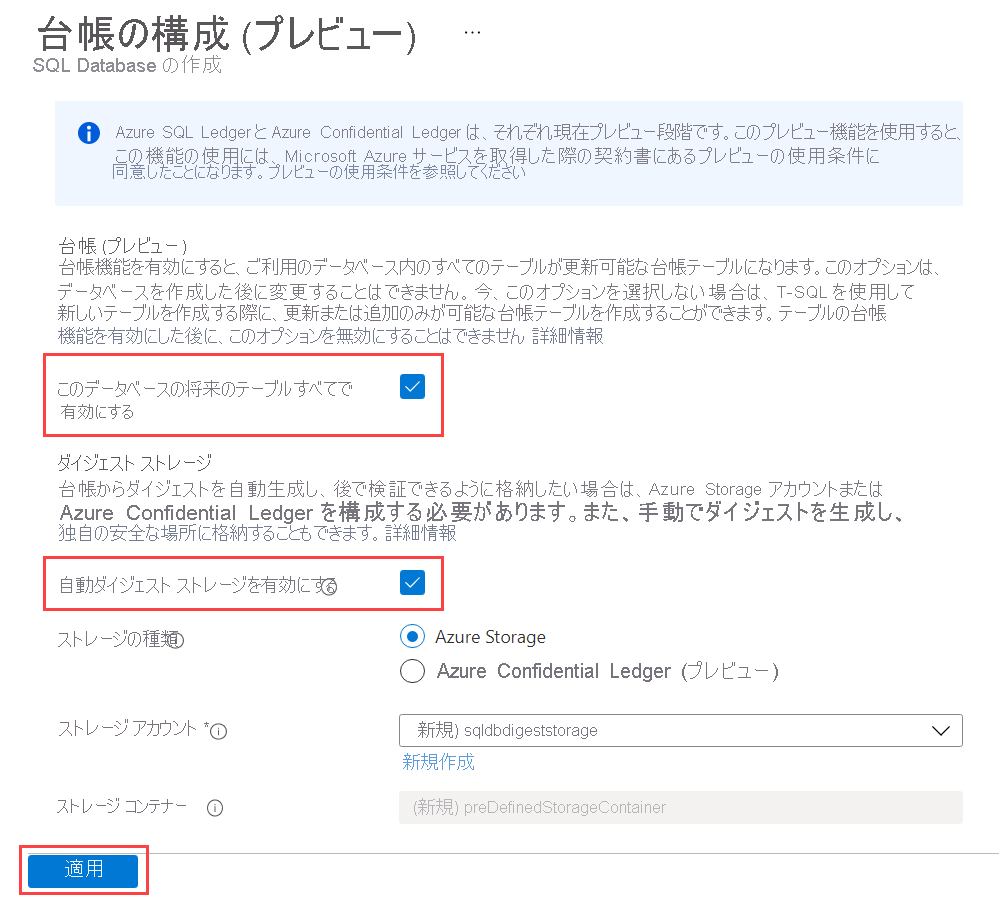 台帳の構成 (プレビュー) ...
SQL Database の作成
Azure SQL Ledgerと Azure Confidential Ledger は、それぞれ現在プレビュー段階です。このプレビュー機能を使用すると、
この機能の使用には、Microsoft Azure サービスを取得した際の契約書にあるプレビューの使用条件に
同意したことになります。プレビューの使用条件を参照してください
台帳 (プレビュー)
台帳機能を有効にすると、ご利用のデータベース内のすべてのテーブルが更新可能な台帳テーブルになります。このオプションは、
データベースを作成した後に変更することはできません。今、このオプションを選択しない場合は、T-SQL を使用して
新しいテーブルを作成する際に、更新または追加のみが可能な台帳テーブルを作成することができます。テーブルの台帳
機能を有効にした後に、このオプションを無効にすることはできません 詳細情報
このデータベースの将来のテーブル すべてで
有効にする
ダイジェスト ストレージ
台帳からダイジェストを自動生成し、後で検証できるように格納したい場合は、Azure Storage アカウントまたは
Azure Confidential Ledger を構成する必要があります。また、手動でダイジェストを生成し、
独自の安全な場所に格納することもできます。詳細情報
自動ダイジェスト ストレージを有効にする
ストレージの種類
Azure Storage
Azure Confidential Ledger (プレビュー)
ストレージ アカウント *
新規) sqldbdigeststorage
新規作成
ストレージ コンテナー
(新規) preDefinedStorageContainer
適用